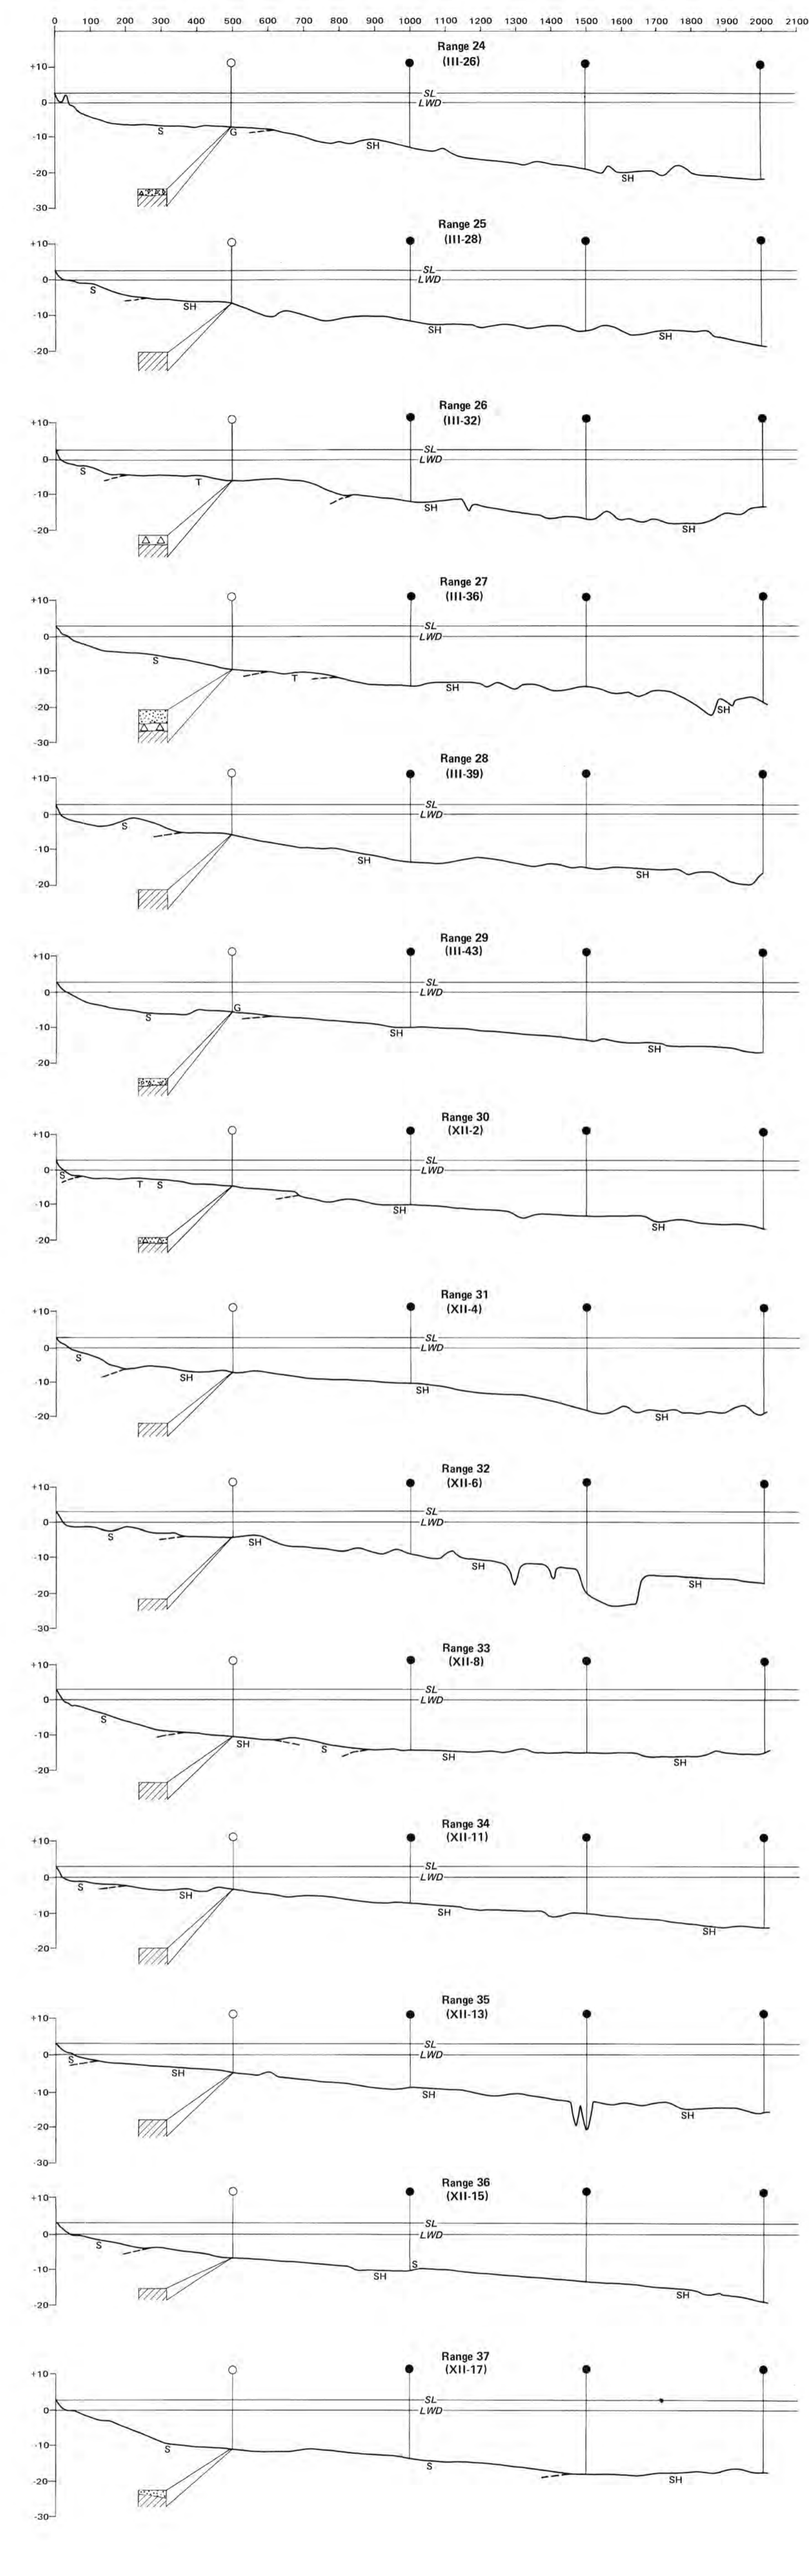 0 100 200 300 400 500 600 700 800 900 1000 1100 1200 1300 1400 1500 1600 1700 1800 1900 2000 2100
Range 24
(III-26)
+10
SL
0 LWD
S G
-10
SH
-20 SH
-30
Range 25
(III-28)
+10
SL
0 LWD
S
SH
-10
SH SH
-20
Range 26
(III-32)
+10
SL
0 LWD
S
T
-10
SH
SH
-20
Range 27
(III-36)
+10
SL
0 LWD
S
-10
T SH
-20 SH
-30
Range 28
(III-39)
+10
SL
0 LWD
S
-10
SH
SH
-20
Range 29
(III-43)
+10
SL
0 LWD
G
S
-10
SH
SH
-20
Range 30
(XII-2)
+10
SL
0 LWD
S
T S
-10
SH
SH
-20
Range 31
(XII-4)
+10
SL
0 LWD
S
SH
-10
SH
-20 SH
Range 32
(XII-6)
+10
SL
0 LWD
S
SH
-10
SH
SH
-20
-30
Range 33
(XII-8)
+10
SL
0 LWD
S
-10
SH S
SH SH
-20
Range 34
(XII-11)
+10
SL
0 LWD
S
SH
-10 SH
SH
-20
Range 35
(XII-13)
+10
SL
0 LWD
S
SH
-10 SH
SH
-20
-30
Range 36
(XII-15)
+10
SL
0 LWD
S
-10 S
SH
SH
-20
Range 37
(XII-17)
+10
SL
0 LWD
-10
S
S
SH
-20
-30